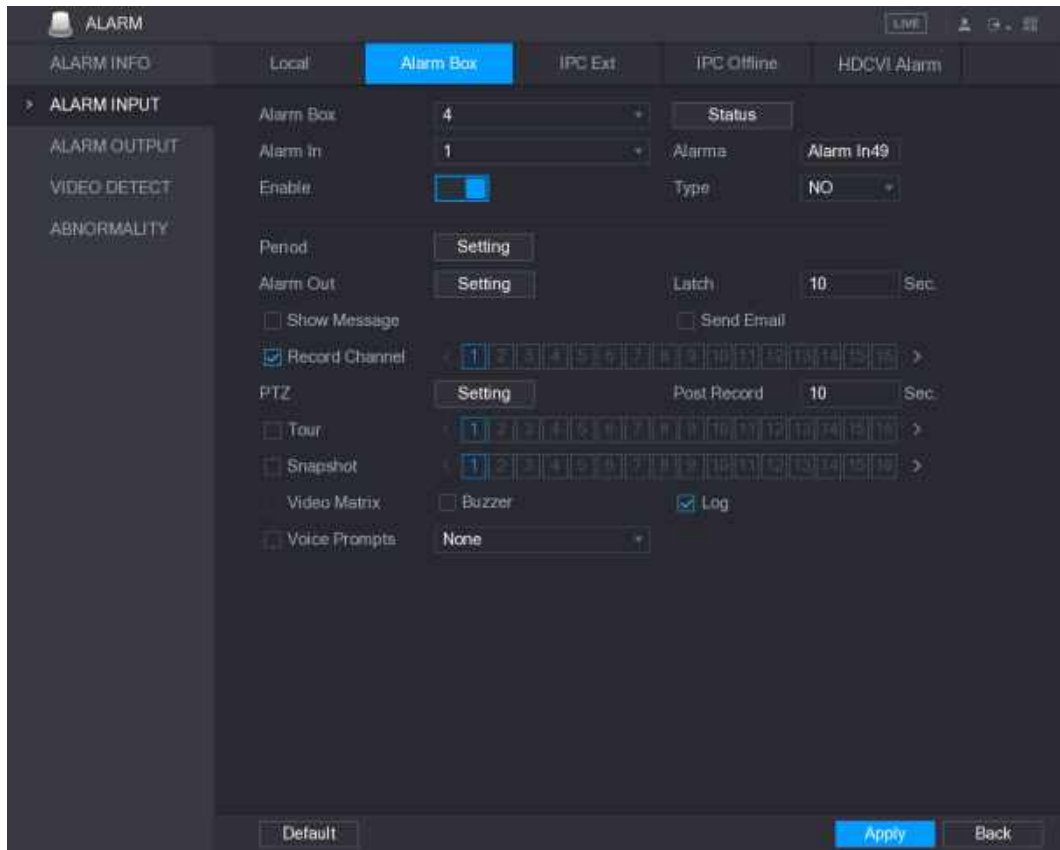 ALARM LIVE
ALARM INFO Local Alarm Box IPC Ext IPC Offline HDCVI Alarm
> ALARM INPUT
ALARM OUTPUT
VIDEO DETECT
ABNORMALITY
Alarm Box 4 Status
Alarm In 1 Alarma Alarm In49
Enable Type NO
Period Setting
Alarm Out Setting Latch 10 Sec.
Show Message Send Email
Record Channel < 1 2 3 4 5 6 7 8 9 10 11 12 13 14 15 16 >
PTZ Setting Post Record 10 Sec.
Tour < 1 2 3 4 5 6 7 8 9 10 11 12 13 14 15 16 >
Snapshot < 1 2 3 4 5 6 7 8 9 10 11 12 13 14 15 16 >
Video Matrix Buzzer Log
Voice Prompts None
Default Apply Back